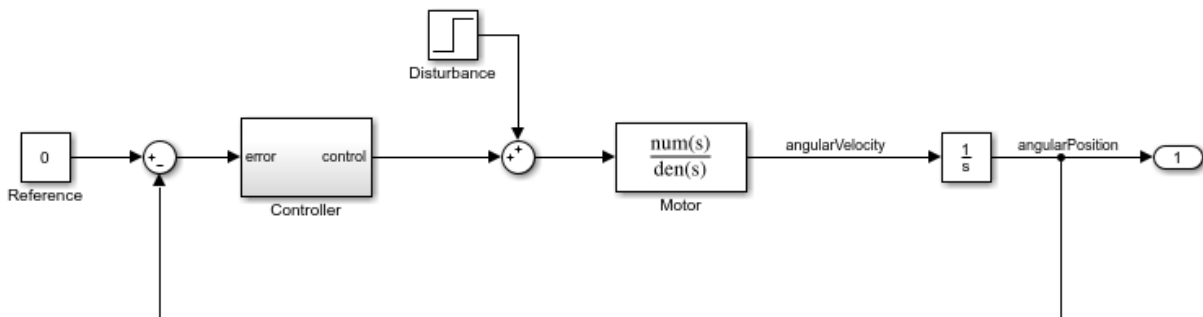 Disturbance
0
Reference
error
control
Controller
num(s)
den(s)
Motor
angularVelocity
1
s
angularPosition
1